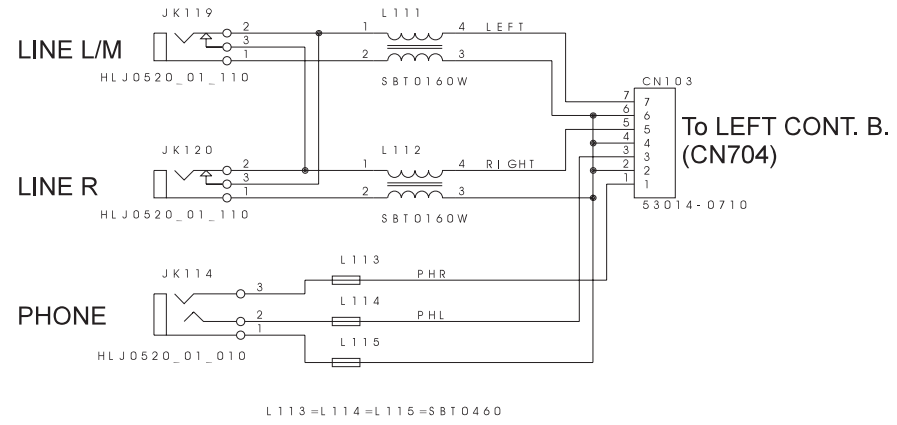 JK119
L111
2
1
4
LEFT
3
LINE L/M
1
2
3
HLJ0520_01_110
SBT0160W
CN103
7
7
6
6
5
5
4
4
3
3
2
2
1
1
53014-0710
To LEFT CONT. B.
(CN704)
JK120
L112
2
1
4
RIGHT
3
LINE R
1
2
3
HLJ0520_01_110
SBT0160W
JK114
L113
PHR
3
L114
PHONE
2
PHL
1
L115
HLJ0520_01_010
L113=L114=L115=SBT0460